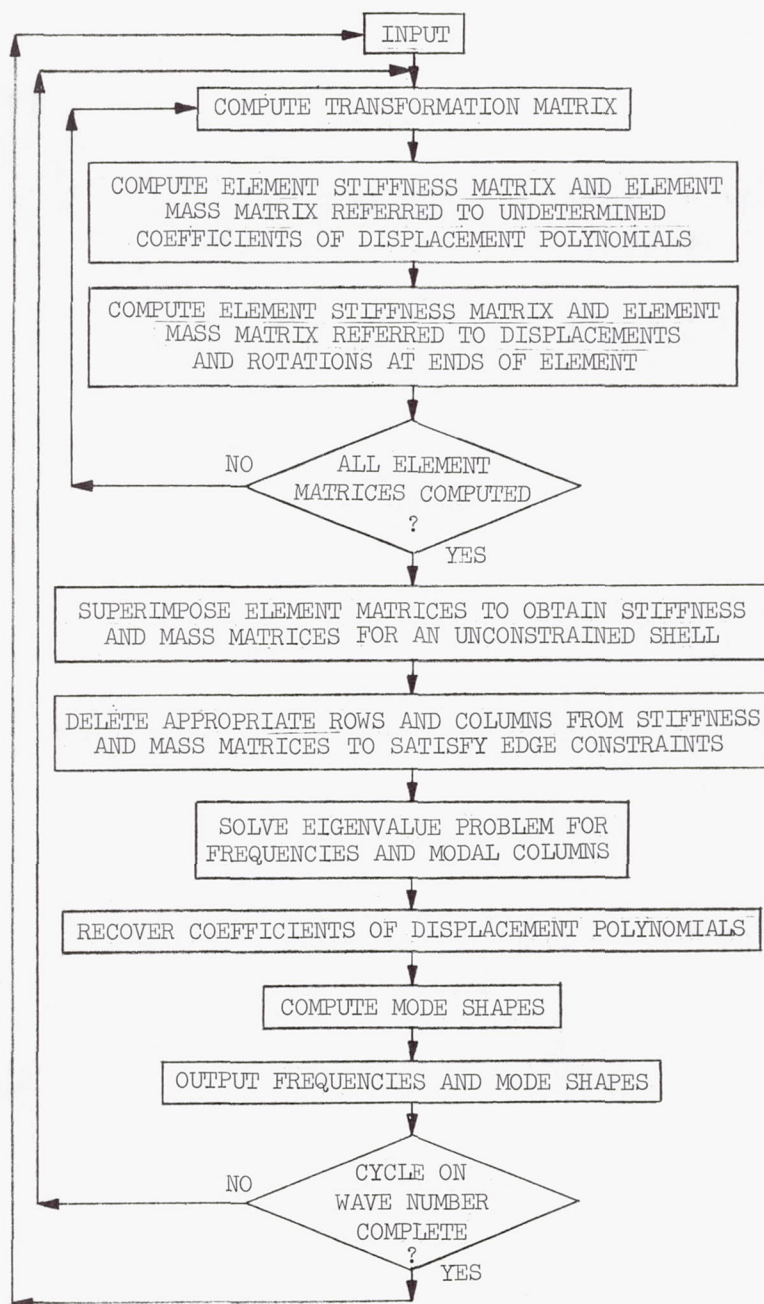 INPUT
COMPUTE TRANSFORMATION MATRIX
COMPUTE ELEMENT STIFFNESS MATRIX AND ELEMENT
MASS MATRIX REFERRED TO UNDETERMINED
COEFFICIENTS OF DISPLACEMENT POLYNOMIALS
COMPUTE ELEMENT STIFFNESS MATRIX AND ELEMENT
MASS MATRIX REFERRED TO DISPLACEMENTS
AND ROTATIONS AT ENDS OF ELEMENT
NO
ALL ELEMENT
MATRICES COMPUTED
?
YES
SUPERIMPOSE ELEMENT MATRICES TO OBTAIN STIFFNESS
AND MASS MATRICES FOR AN UNCONSTRAINED SHELL
DELETE APPROPRIATE ROWS AND COLUMNS FROM STIFFNESS
AND MASS MATRICES TO SATISFY EDGE CONSTRAINTS
SOLVE EIGENVALUE PROBLEM FOR
FREQUENCIES AND MODAL COLUMNS
RECOVER COEFFICIENTS OF DISPLACEMENT POLYNOMIALS
COMPUTE MODE SHAPES
OUTPUT FREQUENCIES AND MODE SHAPES
NO
CYCLE ON
WAVE NUMBER
COMPLETE
?
YES